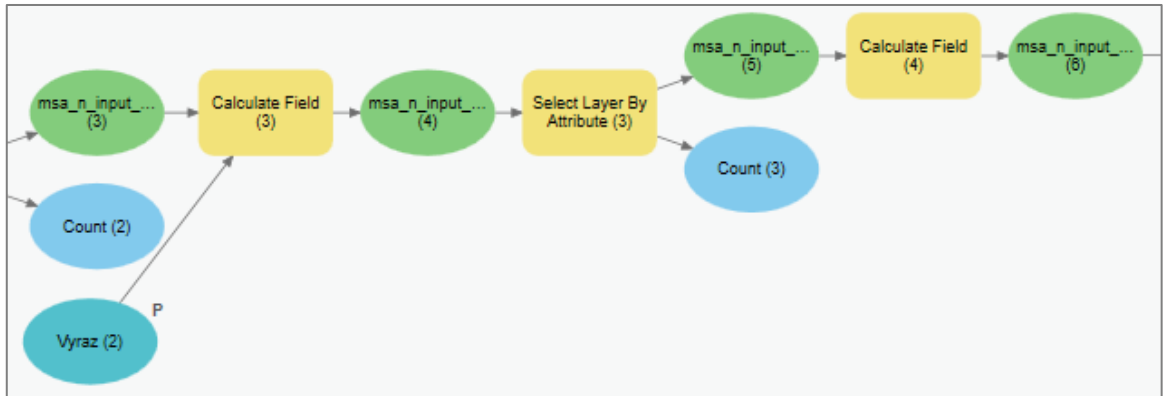 msa_n_input_...
(3)
Calculate Field
(3)
msa_n_input_...
(4)
Select Layer By
Attribute (3)
msa_n_input_...
(5)
Calculate Field
(4)
msa_n_input_...
(6)
Count (3)
Count (2)
P
Vyraz (2)